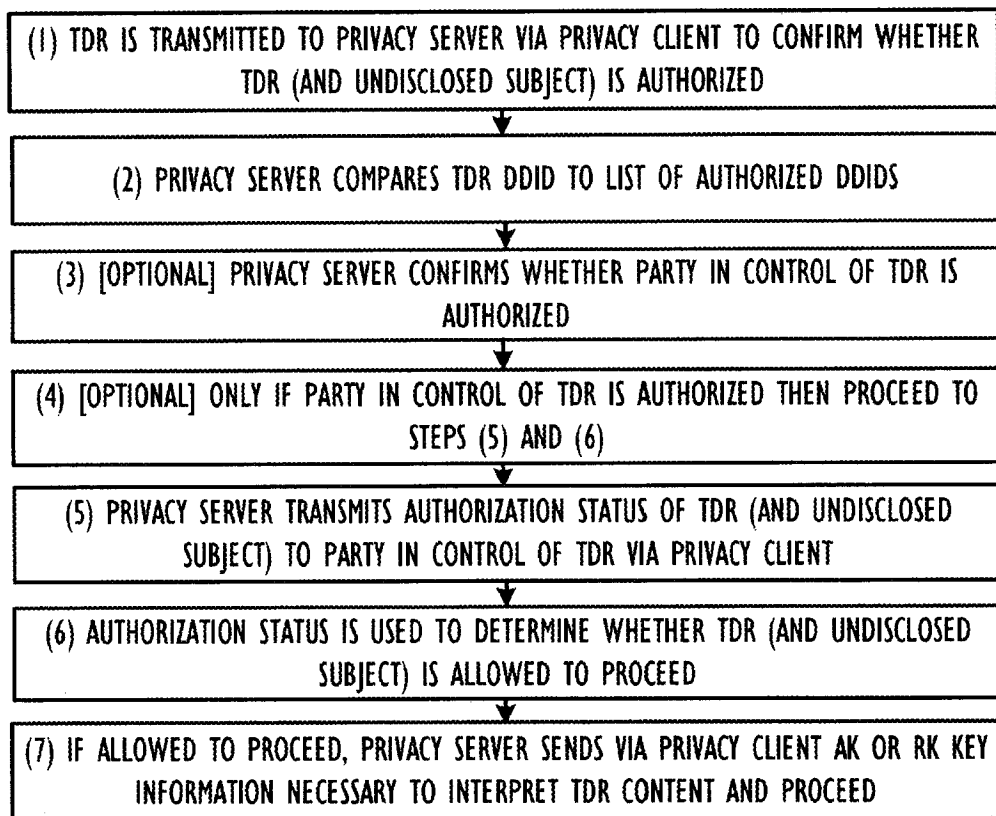 (1) TDR IS TRANSMITTED TO PRIVACY SERVER VIA PRIVACY CLIENT TO CONFIRM WHETHER
TDR (AND UNDISCLOSED SUBJECT) IS AUTHORIZED
(2) PRIVACY SERVER COMPARES TDR DDID TO LIST OF AUTHORIZED DDIDS
(3) [OPTIONAL] PRIVACY SERVER CONFIRMS WHETHER PARTY IN CONTROL OF TDR IS
AUTHORIZED
(4) [OPTIONAL] ONLY IF PARTY IN CONTROL OF TDR IS AUTHORIZED THEN PROCEED TO
STEPS (5) AND (6)
(5) PRIVACY SERVER TRANSMITS AUTHORIZATION STATUS OF TDR (AND UNDISCLOSED
SUBJECT) TO PARTY IN CONTROL OF TDR VIA PRIVACY CLIENT
(6) AUTHORIZATION STATUS IS USED TO DETERMINE WHETHER TDR (AND UNDISCLOSED
SUBJECT) IS ALLOWED TO PROCEED
(7) IF ALLOWED TO PROCEED, PRIVACY SERVER SENDS VIA PRIVACY CLIENT AK OR RK KEY
INFORMATION NECESSARY TO INTERPRET TDR CONTENT AND PROCEED